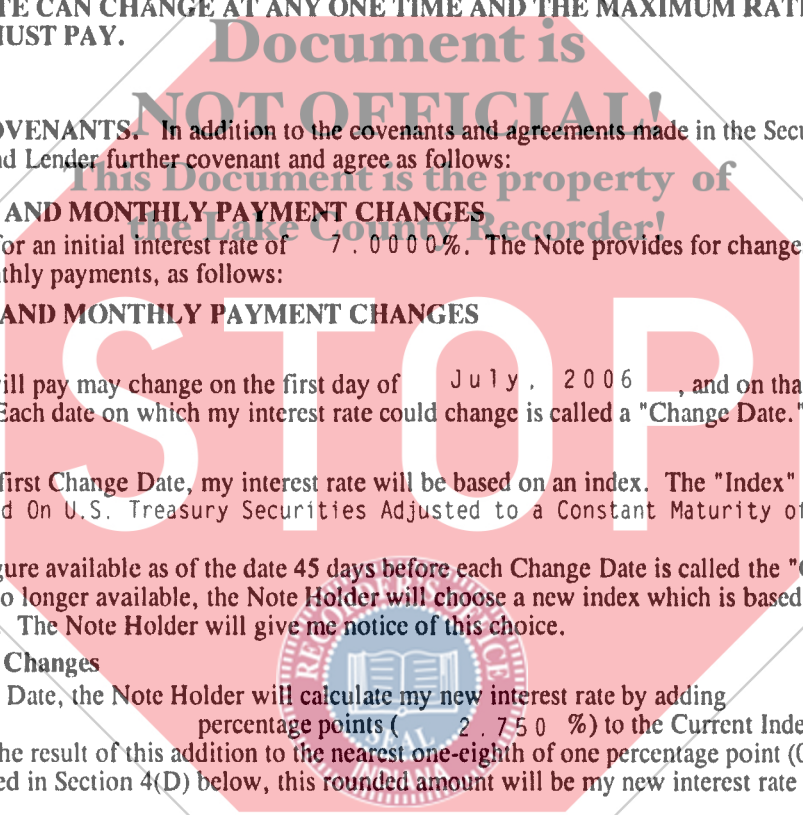 TE CAN CHANGE AT ANY ONE TIME AND THE MAXIMUM RATE
MUST PAY.
Document is
NOT OFFICIAL!
OVENANTS. In addition to the covenants and agreements made in the Secu
nd Lender further covenant and agree as follows:
This Document is the property of
AND MONTHLY PAYMENT CHANGES
the Lake County Recorder!
for an initial interest rate of 7.0000%. The Note provides for change
nthly payments, as follows:
AND MONTHLY PAYMENT CHANGES
STOP
will pay may change on the first day of July, 2006 , and on tha
Each date on which my interest rate could change is called a "Change Date."
first Change Date, my interest rate will be based on an index. The "Index"
d On U.S. Treasury Securities Adjusted to a Constant Maturity of
gure available as of the date 45 days before each Change Date is called the "C
o longer available, the Note Holder will choose a new index which is based
The Note Holder will give me notice of this choice.
RECORDER'S OFFICE
Changes
Date, the Note Holder will calculate my new interest rate by adding
percentage points ( 2.750 %) to the Current Inde
SEAL
he result of this addition to the nearest one-eighth of one percentage point (0
INDIANA
ed in Section 4(D) below, this rounded amount will be my new interest rate